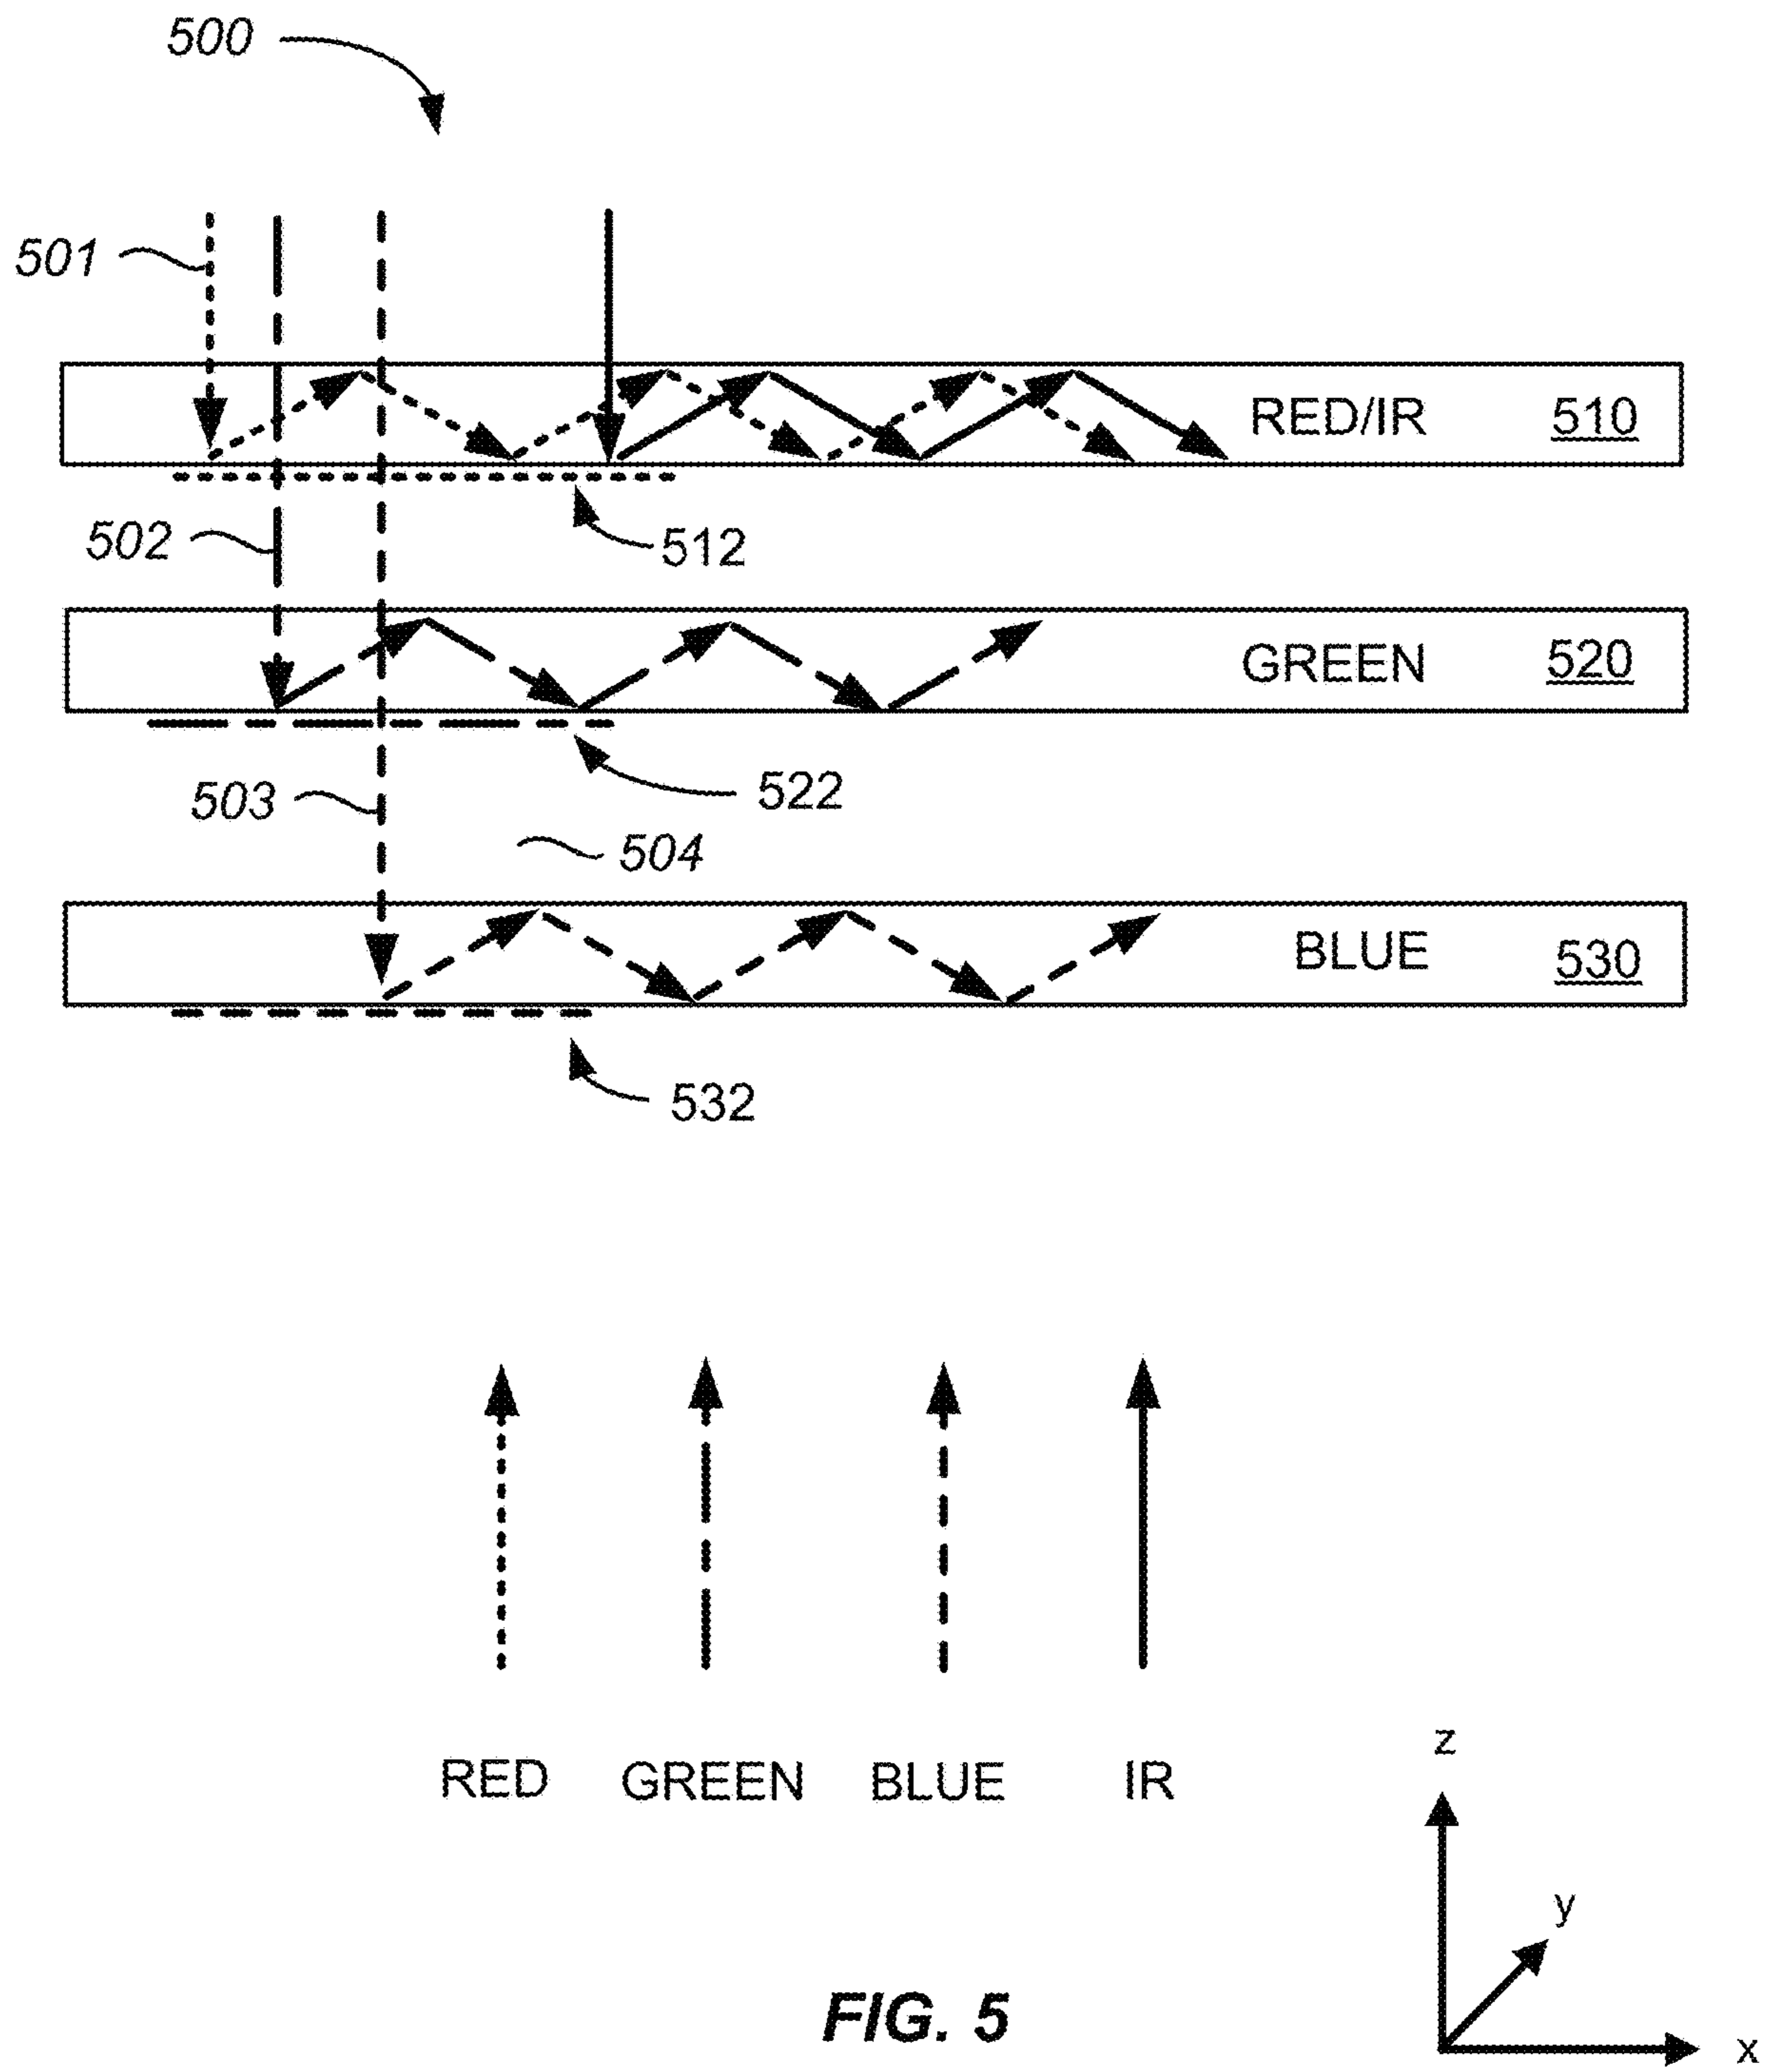 500
501
RED/IR 510
502
512
GREEN 520
522
503
504
BLUE 530
532
RED GREEN BLUE IR
z
y
x
FIG. 5